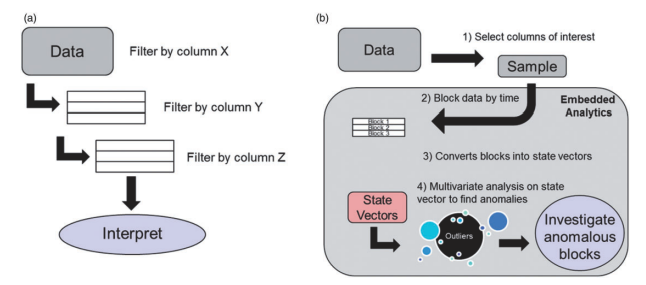 (a)
Data
Filter by column X
Filter by column Y
Filter by column Z
Interpret
(b)
Data
1) Select columns of interest
Sample
2) Block data by time
Embedded
Analytics
Block 1
Block 2
Block 3
3) Converts blocks into state vectors
4) Multivariate analysis on state
vector to find anomalies
State
Vectors
Outliers
Investigate
anomalous
blocks